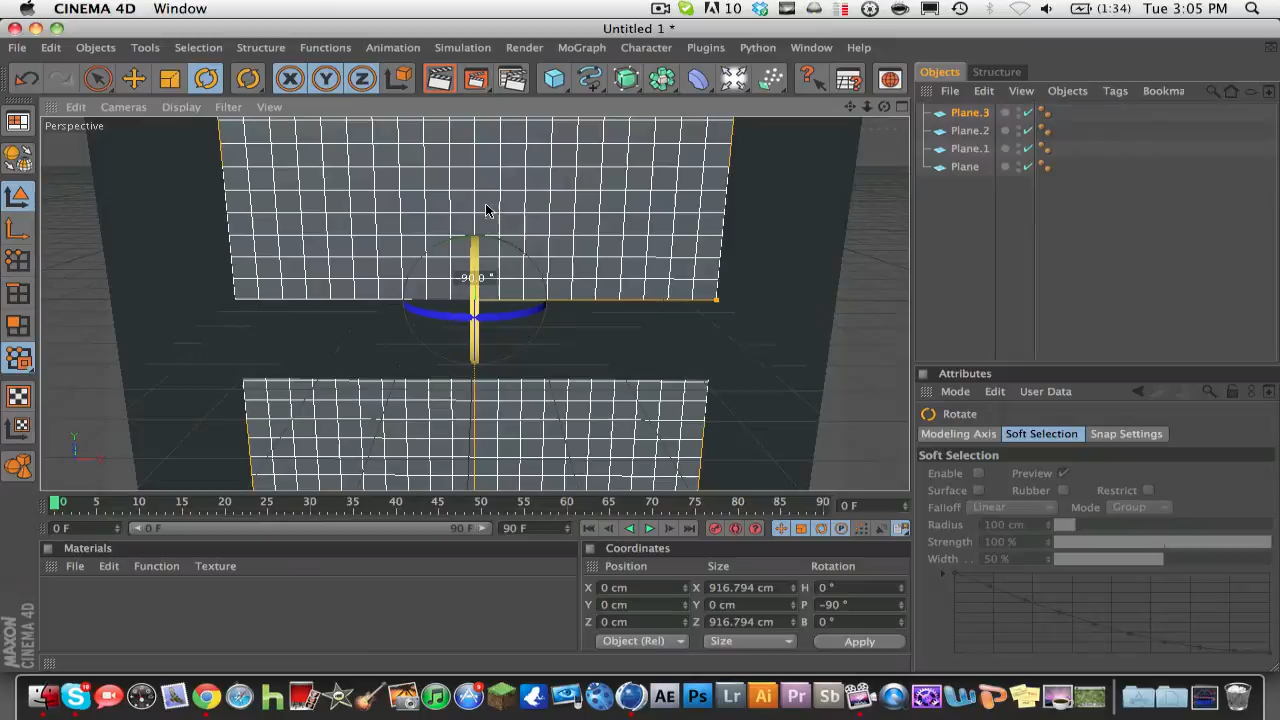 CINEMA 4D Window 10 (1:34) Tue 3:05 PM
Untitled 1 *
File Edit Objects Tools Selection Structure Functions Animation Simulation Render MoGraph Character Plugins Python Window Help
X Y Z
Objects Structure
File Edit View Objects Tags Bookma
Edit Cameras Display Filter View
Perspective
Plane.3
Plane.2
Plane.1
Plane
-90.0 °
Y
Attributes
Mode Edit User Data
Rotate
Modeling Axis Soft Selection Snap Settings
Soft Selection
Enable Preview
Surface Rubber Restrict
Falloff Linear Mode Group
Radius 100 cm
Strength 100 %
Width . . 50 %
0 5 10 15 20 25 30 35 40 45 50 55 60 65 70 75 80 85 90 0 F
0 F 0 F 90 F 90 F
Materials
File Edit Function Texture
Coordinates
Position Size Rotation
X 0 cm X 916.794 cm H 0 °
Y 0 cm Y 0 cm P -90 °
Z 0 cm Z 916.794 cm B 0 °
Object (Rel) Size Apply
MAXON CINEMA 4D
AE Ps Lr Ai Pr Sb